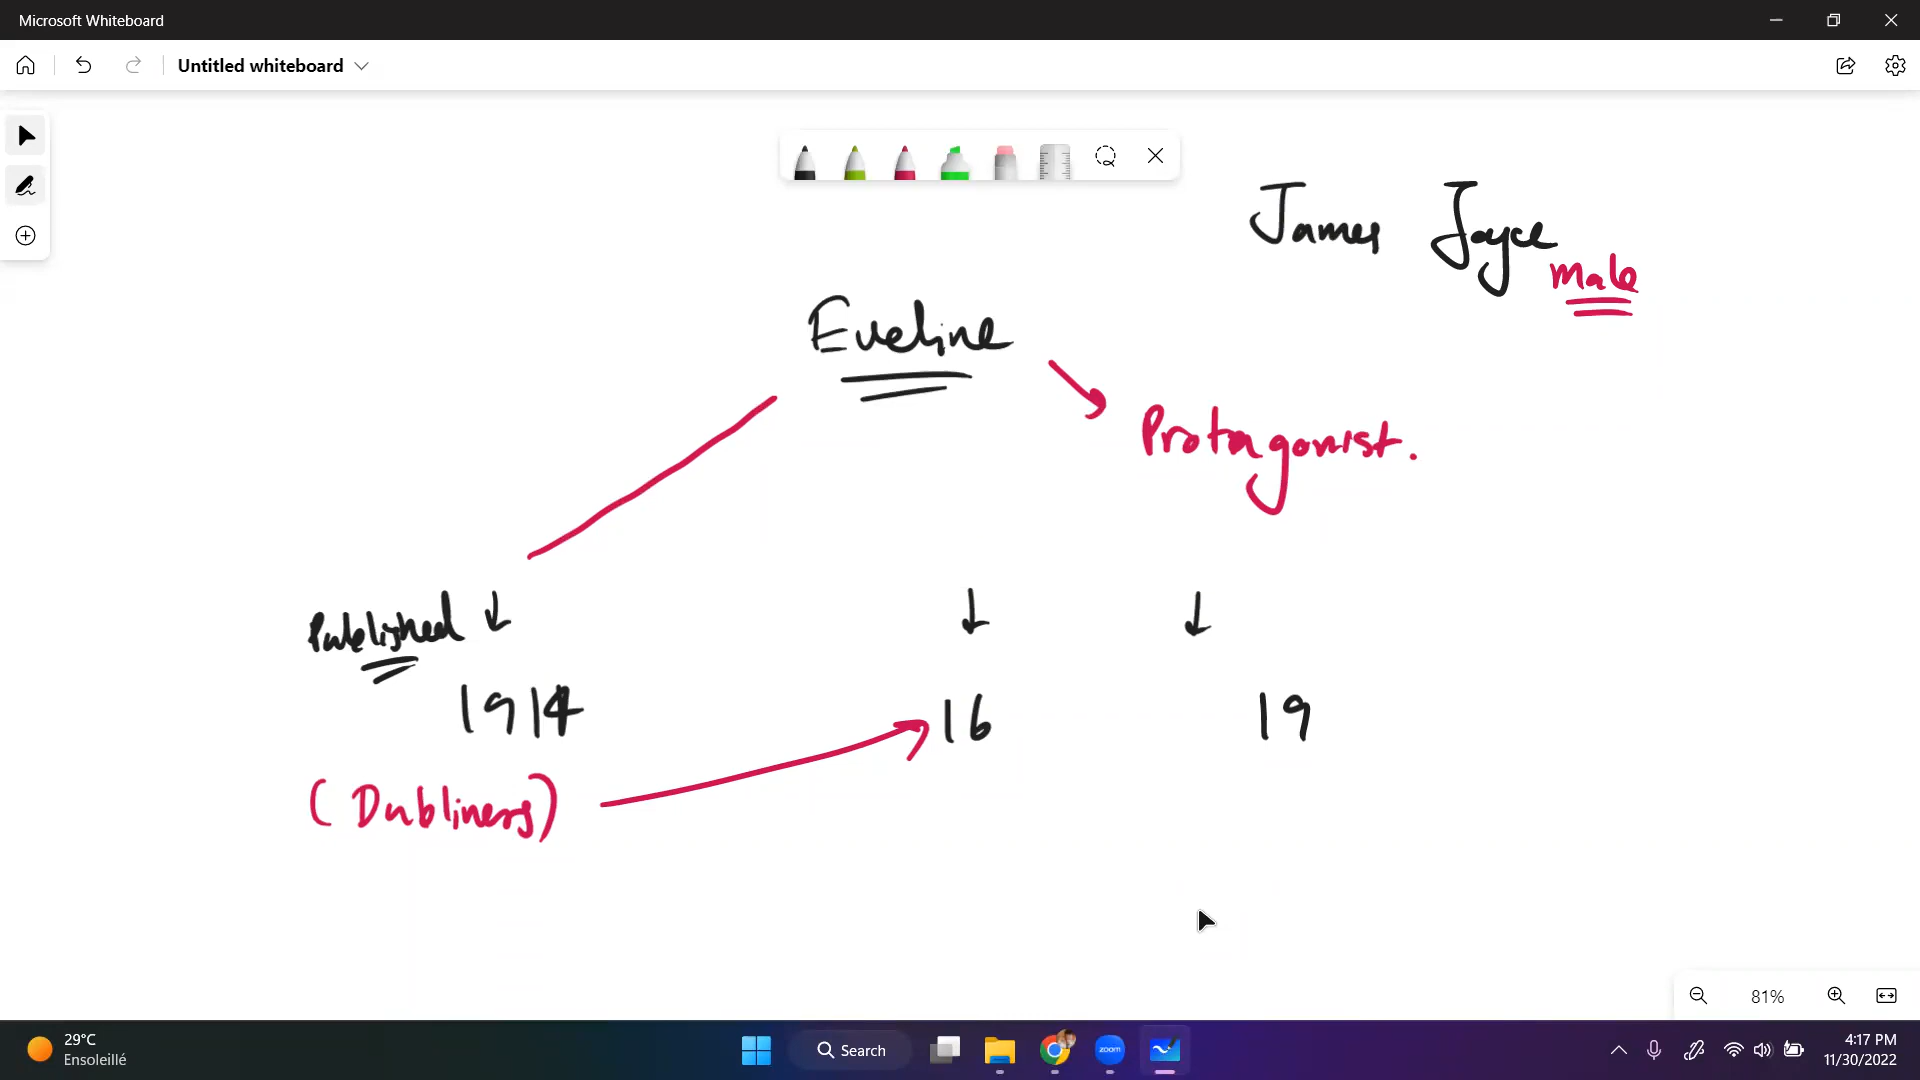 Microsoft Whiteboard
Untitled whiteboard
James Joyce
male
Eveline
Protagonist.
Published ↓ ↓ ↓
1914 16 19
(Dubliners)
81%
29°C
Ensoleillé
Search
zoom
4:17 PM
11/30/2022